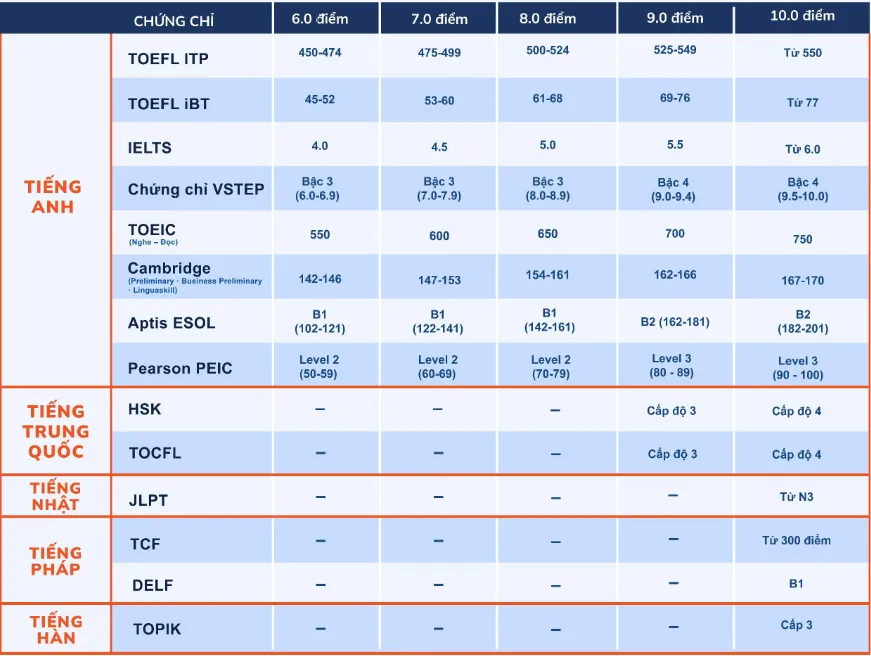 CHỨNG CHỈ 6.0 điểm 7.0 điểm 8.0 điểm 9.0 điểm 10.0 điểm
TIẾNG
ANH
TOEFL ITP 450-474 475-499 500-524 525-549 Từ 550
TOEFL iBT 45-52 53-60 61-68 69-76 Từ 77
IELTS 4.0 4.5 5.0 5.5 Từ 6.0
Chứng chỉ VSTEP Bậc 3 Bậc 3 Bậc 3 Bậc 4 Bậc 4
(6.0-6.9) (7.0-7.9) (8.0-8.9) (9.0-9.4) (9.5-10.0)
TOEIC 550 600 650 700 750
(Nghe – Đọc)
Cambridge 142-146 147-153 154-161 162-166 167-170
(Preliminary · Business Preliminary
· Linguaskill)
Aptis ESOL B1 B1 B1 B2 (162-181) B2
(102-121) (122-141) (142-161) (182-201)
Pearson PEIC Level 2 Level 2 Level 2 Level 3 Level 3
(50-59) (60-69) (70-79) (80 - 89) (90 - 100)
TIẾNG
TRUNG
QUỐC
HSK – – – Cấp độ 3 Cấp độ 4
TOCFL – – – Cấp độ 3 Cấp độ 4
TIẾNG
NHẬT
JLPT – – – – Từ N3
TIẾNG
PHÁP
TCF – – – – Từ 300 điểm
DELF – – – – B1
TIẾNG
HÀN
TOPIK – – – – Cấp 3